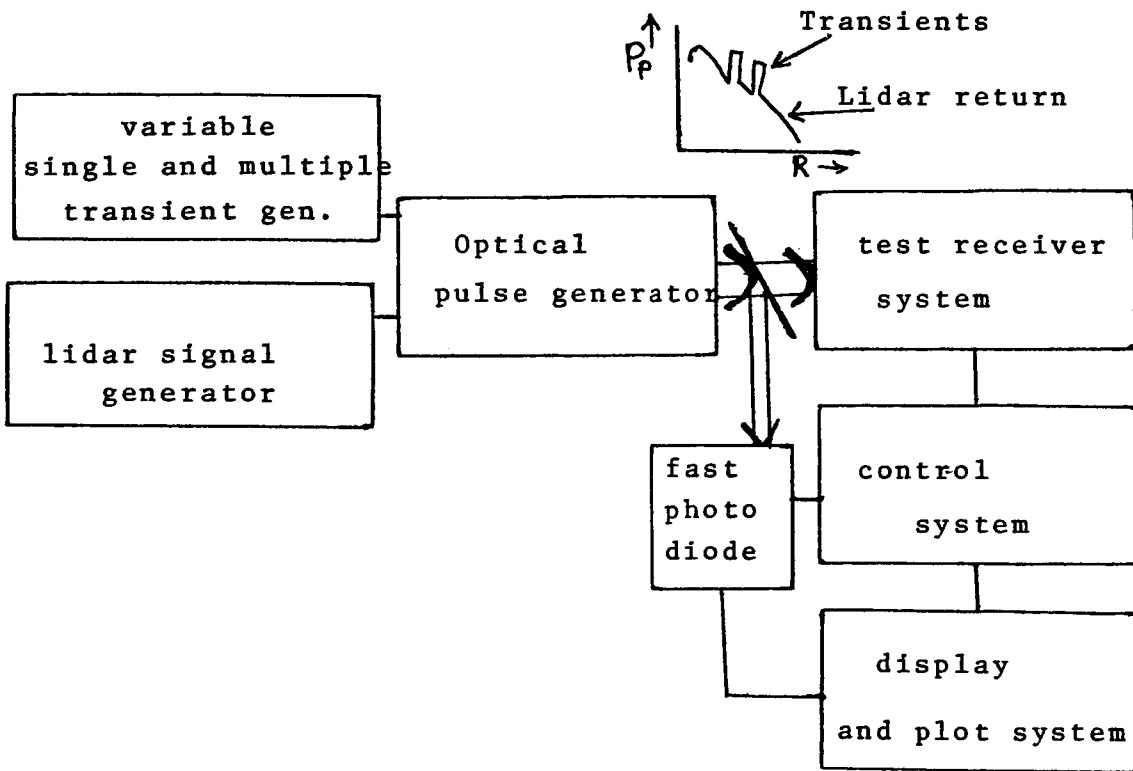 Transients
Pp
Lidar return
R
variable
single and multiple
transient gen.
Optical
pulse generator
test receiver
system
lidar signal
generator
fast
photo
diode
control
system
display
and plot system